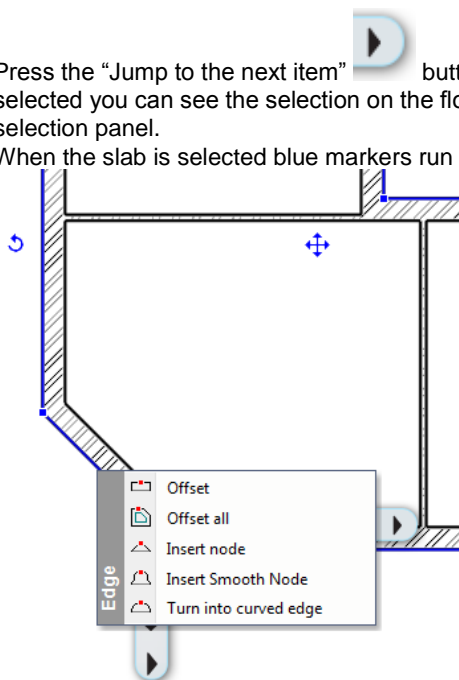 Press the “Jump to the next item”
selected you can see the selection on the
selection panel.
When the slab is selected blue markers run
Offset
Offset all
Insert node
Insert Smooth Node
Turn into curved edge
Edge